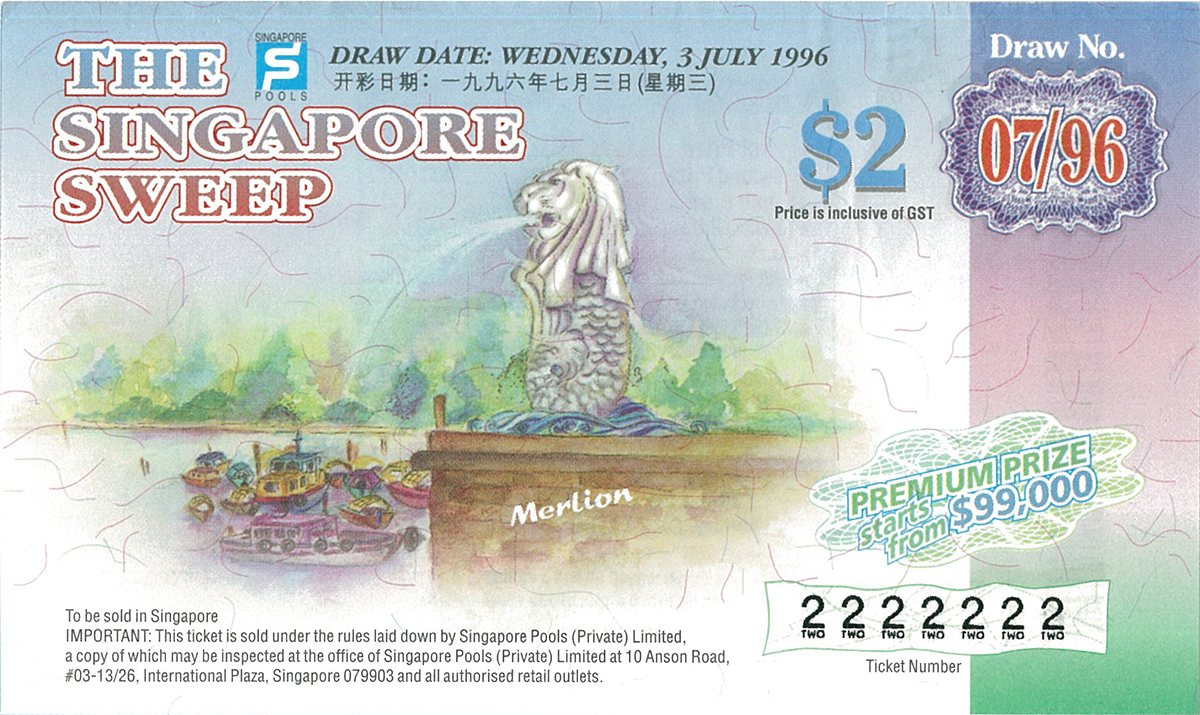 THE
SINGAPORE
SWEEP
SINGAPORE
S
POOLS
DRAW DATE: WEDNESDAY, 3 JULY 1996
开彩日期：一九九六年七月三日(星期三)
$2
Price is inclusive of GST
Draw No.
07/96
Merlion
PREMIUM PRIZE
starts
from $99,000
2 2 2 2 2 2 2
TWO TWO TWO TWO TWO TWO TWO
Ticket Number
To be sold in Singapore
IMPORTANT: This ticket is sold under the rules laid down by Singapore Pools (Private) Limited,
a copy of which may be inspected at the office of Singapore Pools (Private) Limited at 10 Anson Road,
#03-13/26, International Plaza, Singapore 079903 and all authorised retail outlets.